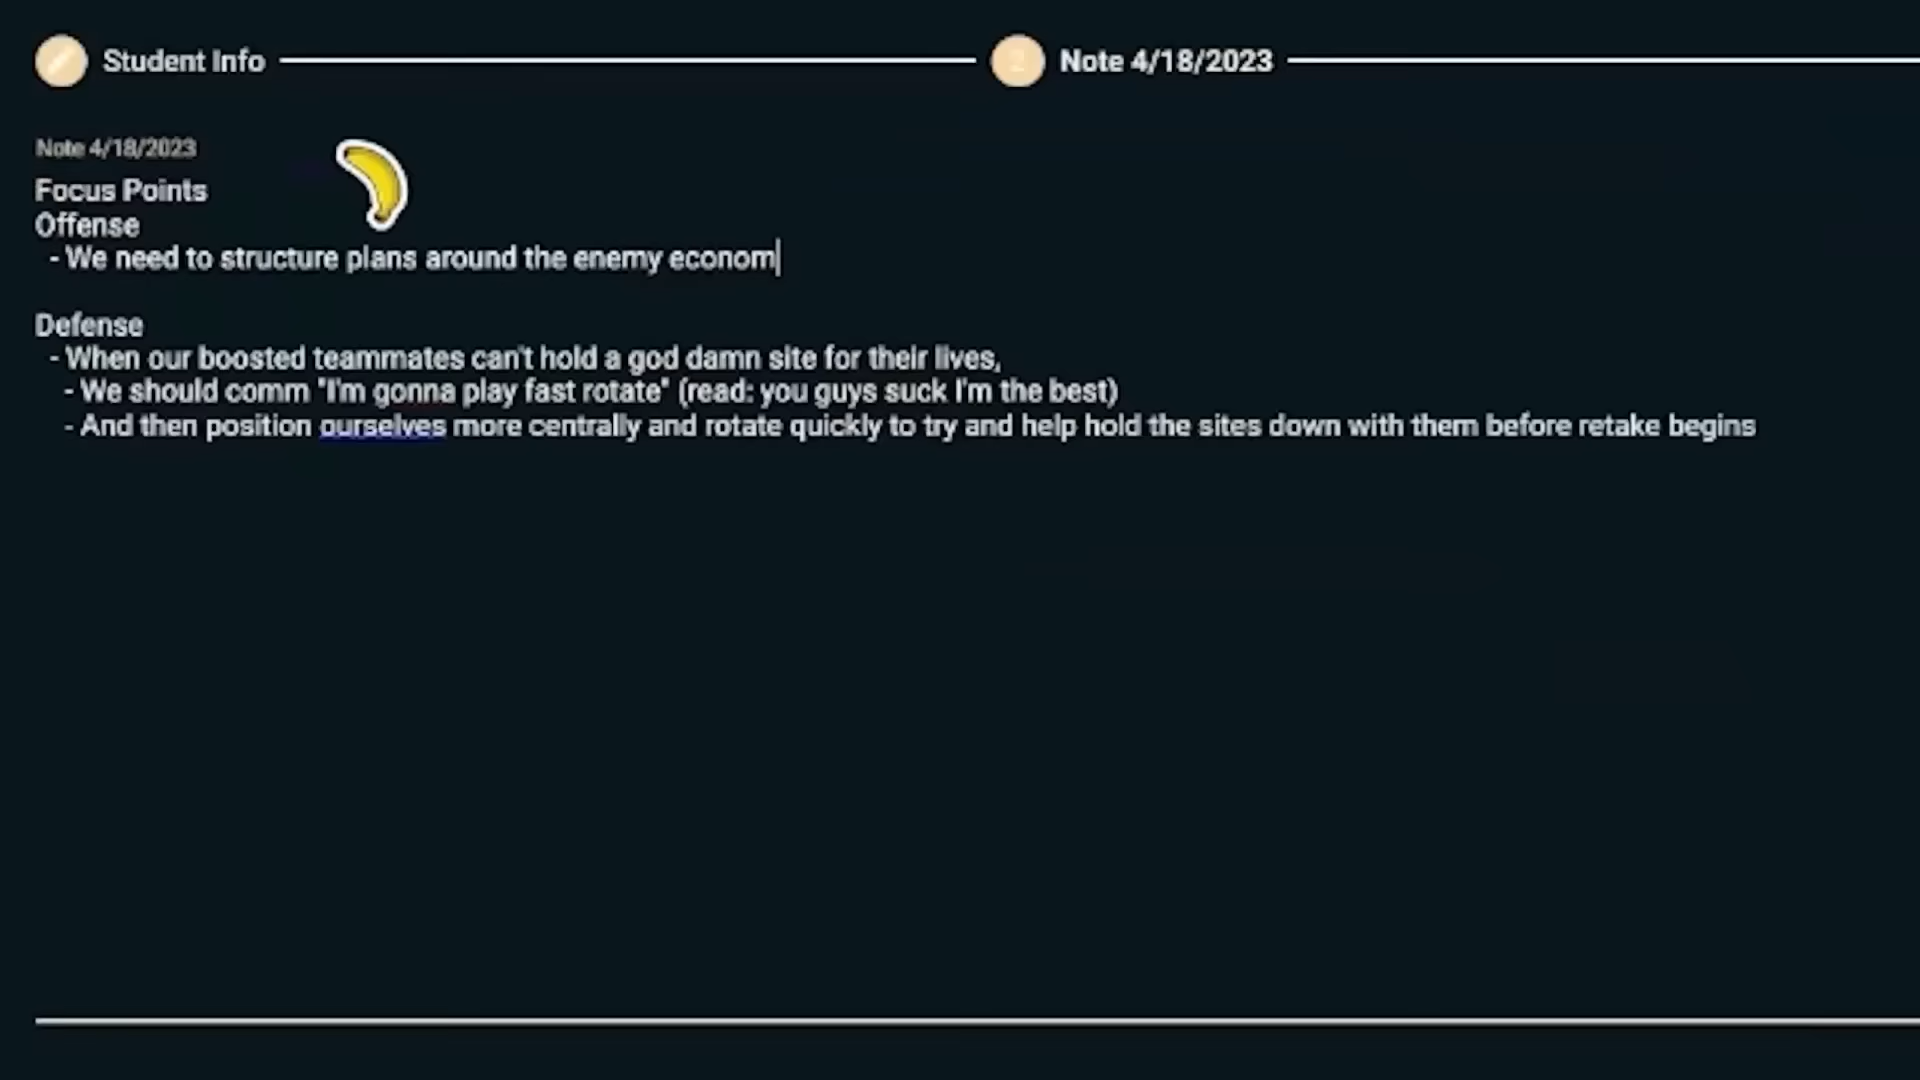 Student Info
2 Note 4/18/2023
Note 4/18/2023
Focus Points
Offense
- We need to structure plans around the enemy econom
Defense
- When our boosted teammates can't hold a god damn site for their lives,
- We should comm "I'm gonna play fast rotate" (read: you guys suck I'm the best)
- And then position ourselves more centrally and rotate quickly to try and help hold the sites down with them before retake begins